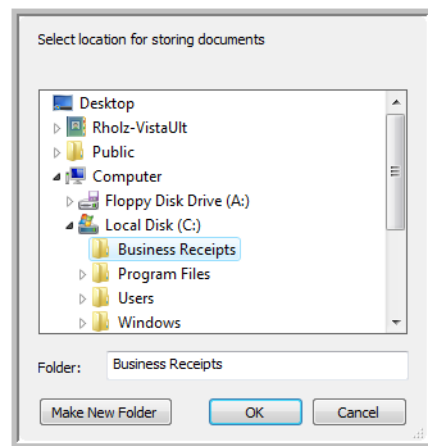 Select location for storing documents
Desktop
Rholz-VistaUlt
Public
Computer
Floppy Disk Drive (A:)
Local Disk (C:)
Business Receipts
Program Files
Users
Windows
Folder: Business Receipts
Make New Folder OK Cancel